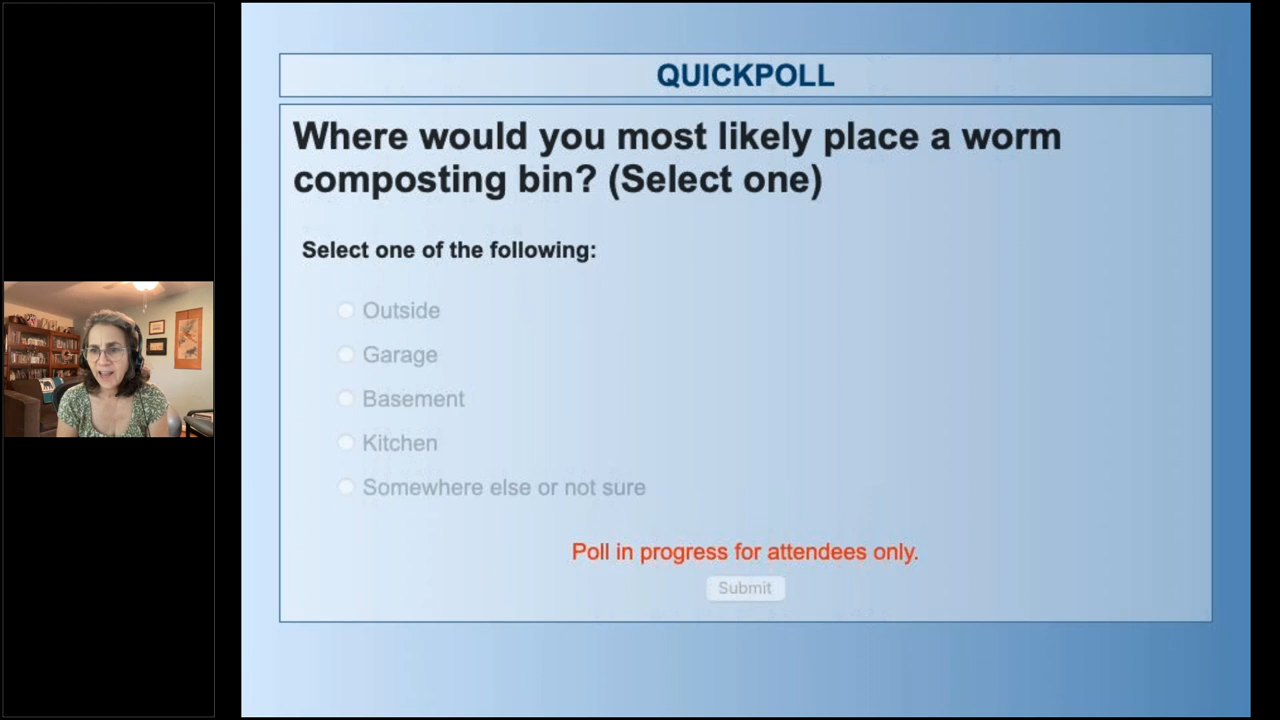 QUICKPOLL
Where would you most likely place a worm
composting bin? (Select one)
Select one of the following:
Outside
Garage
Basement
Kitchen
Somewhere else or not sure
Poll in progress for attendees only.
Submit